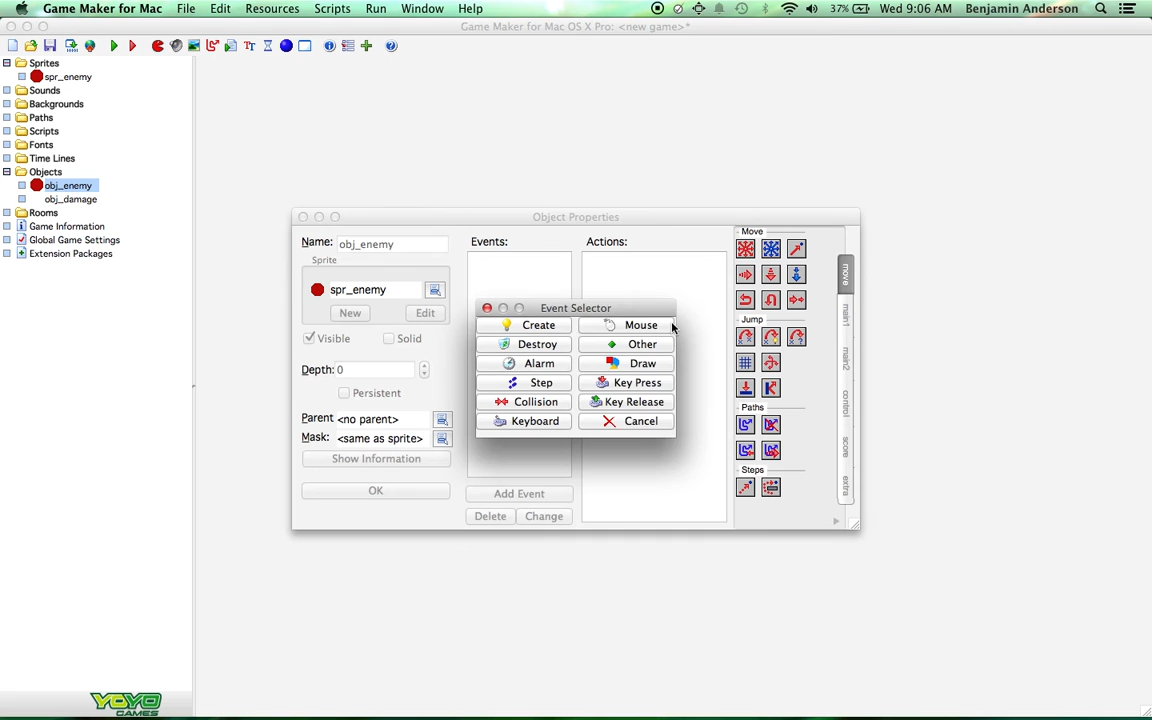 Game Maker for Mac File Edit Resources Scripts Run Window Help 37% Wed 9:06 AM Benjamin Anderson
Game Maker for Mac OS X Pro: <new game>*
Sprites
spr_enemy
Sounds
Backgrounds
Paths
Scripts
Fonts
Time Lines
Objects
obj_enemy
obj_damage
Rooms
Game Information
Global Game Settings
Extension Packages
YOYO
GAMES
Object Properties
Name: obj_enemy
Sprite
spr_enemy
New Edit
Visible Solid
Depth: 0
Persistent
Parent <no parent>
Mask: <same as sprite>
Show Information
OK
Events:
Add Event
Delete Change
Actions:
Event Selector
Create Mouse
Destroy Other
Alarm Draw
Step Key Press
Collision Key Release
Keyboard Cancel
Move
Jump
Paths
Steps
move
main1
main2
control
score
extra